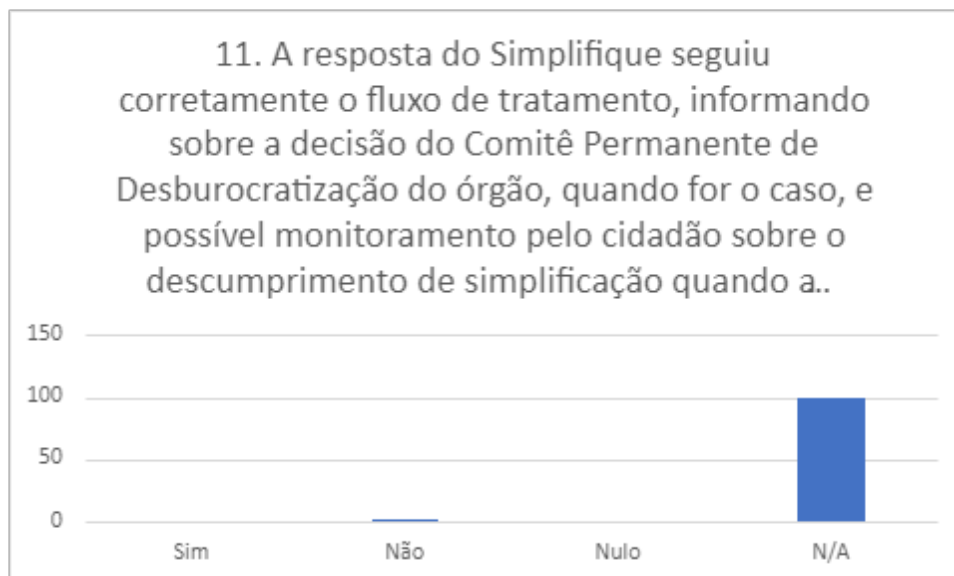 11. A resposta do Simplifique seguiu
corretamente o fluxo de tratamento, informando
sobre a decisão do Comitê Permanente de
Desburocratização do órgão, quando for o caso, e
possível monitoramento pelo cidadão sobre o
descumprimento de simplificação quando a..
150
100
50
0
Sim Não Nulo N/A